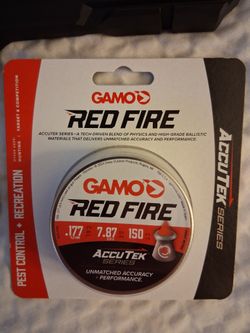 GAMO
RED FIRE
ACCUTEK SERIES—A TECH-DRIVEN BLEND OF PHYSICS AND HIGH-GRADE BALLISTIC
MATERIALS THAT DELIVERS UNMATCHED ACCURACY AND PERFORMANCE.
TARGET & COMPETITION
HUNTING
PEST CONTROL + RECREATION
ACCUTEK
SERIES
GAMO
RED FIRE
.177 7.87 150
ACCUTEK
SERIES
UNMATCHED ACCURACY
+ PERFORMANCE.